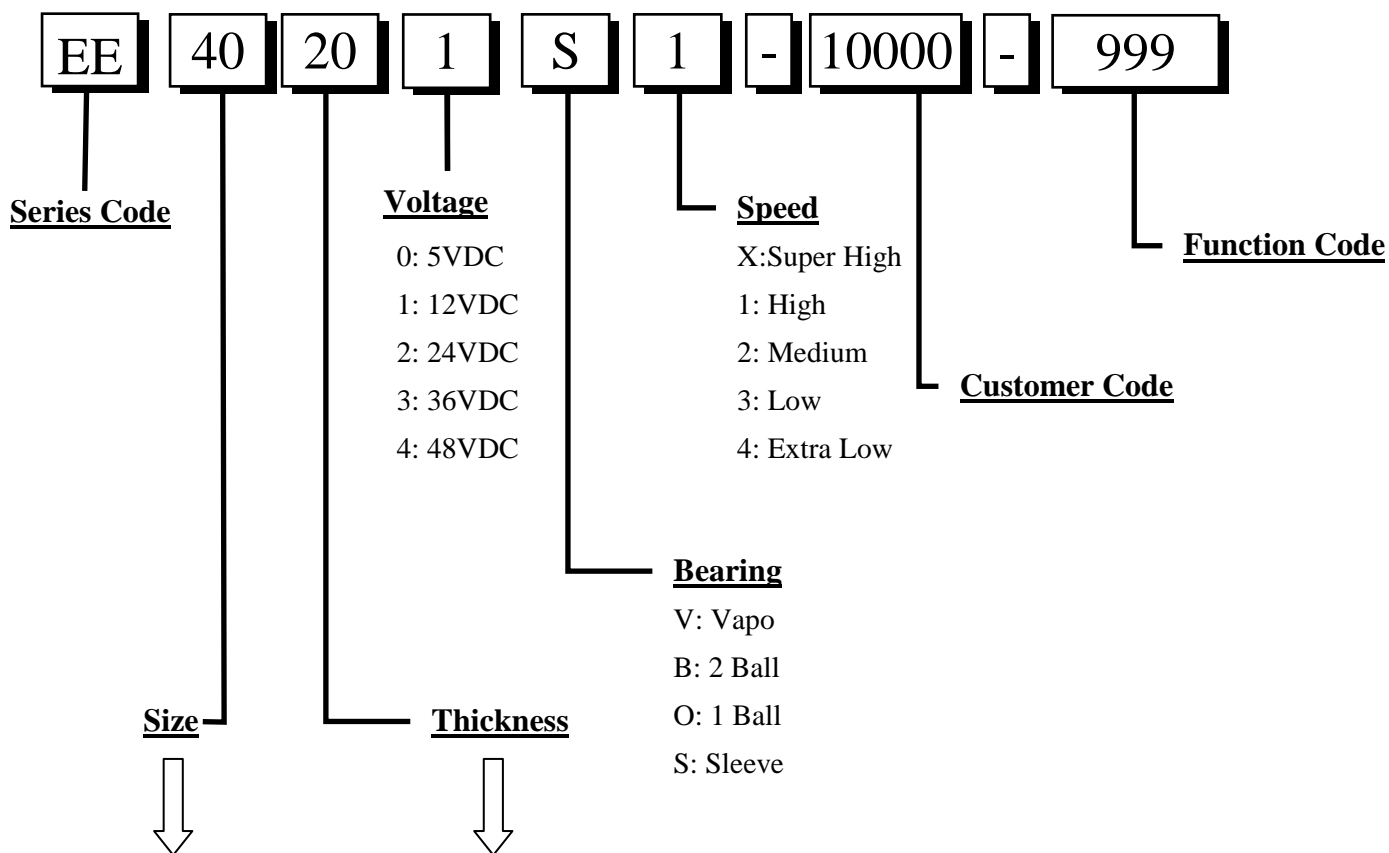 EE 40 20 1 S 1 - 10000 - 999
Series Code
Voltage
0: 5VDC
1: 12VDC
2: 24VDC
3: 36VDC
4: 48VDC
Speed
X:Super High
1: High
2: Medium
3: Low
4: Extra Low
Function Code
Customer Code
Bearing
V: Vapo
B: 2 Ball
O: 1 Ball
S: Sleeve
Size
Thickness